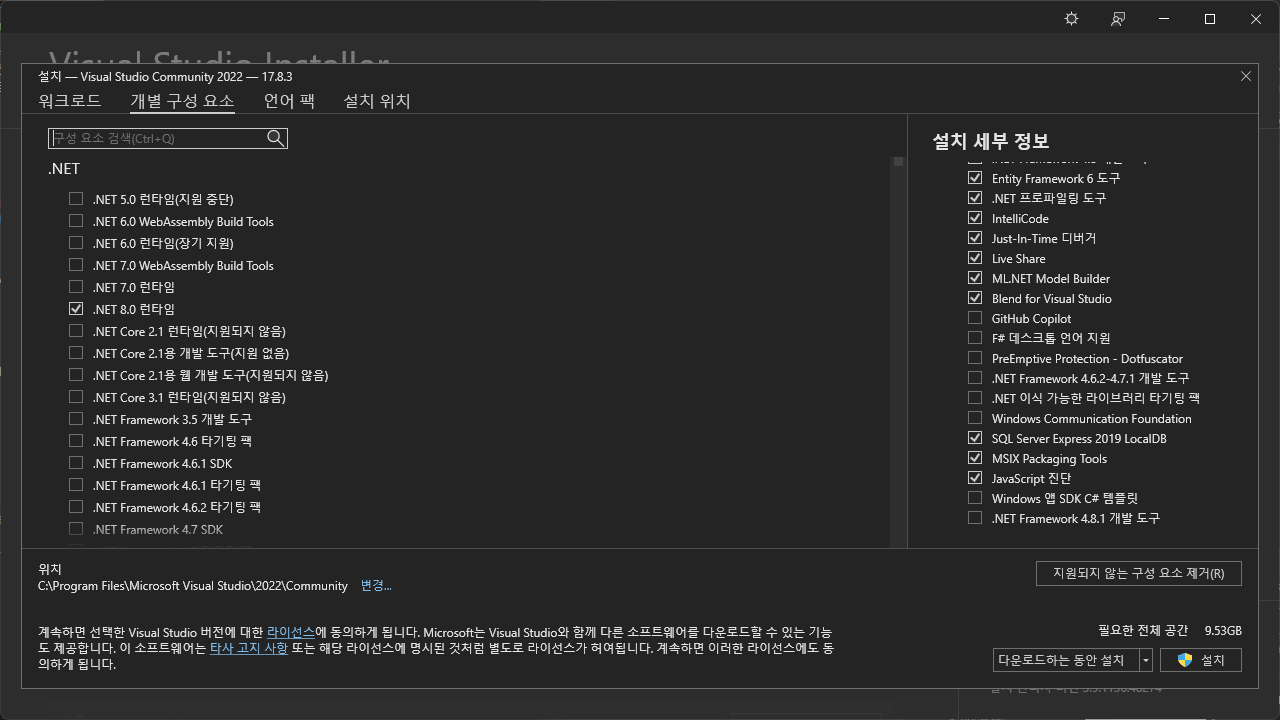 Visual Studio Installer
설치 — Visual Studio Community 2022 — 17.8.3
워크로드 개별 구성 요소 언어 팩 설치 위치
구성 요소 검색(Ctrl+Q)
.NET
.NET 5.0 런타임(지원 중단)
.NET 6.0 WebAssembly Build Tools
.NET 6.0 런타임(장기 지원)
.NET 7.0 WebAssembly Build Tools
.NET 7.0 런타임
.NET 8.0 런타임
.NET Core 2.1 런타임(지원되지 않음)
.NET Core 2.1용 개발 도구(지원 없음)
.NET Core 2.1용 웹 개발 도구(지원되지 않음)
.NET Core 3.1 런타임(지원되지 않음)
.NET Framework 3.5 개발 도구
.NET Framework 4.6 타기팅 팩
.NET Framework 4.6.1 SDK
.NET Framework 4.6.1 타기팅 팩
.NET Framework 4.6.2 타기팅 팩
.NET Framework 4.7 SDK
설치 세부 정보
Entity Framework 6 도구
.NET 프로파일링 도구
IntelliCode
Just-In-Time 디버거
Live Share
ML.NET Model Builder
Blend for Visual Studio
GitHub Copilot
F# 데스크톱 언어 지원
PreEmptive Protection - Dotfuscator
.NET Framework 4.6.2-4.7.1 개발 도구
.NET 이식 가능한 라이브러리 타기팅 팩
Windows Communication Foundation
SQL Server Express 2019 LocalDB
MSIX Packaging Tools
JavaScript 진단
Windows 앱 SDK C# 템플릿
.NET Framework 4.8.1 개발 도구
위치
C:\Program Files\Microsoft Visual Studio\2022\Community 변경...
지원되지 않는 구성 요소 제거(R)
계속하면 선택한 Visual Studio 버전에 대한 라이선스에 동의하게 됩니다. Microsoft는 Visual Studio와 함께 다른 소프트웨어를 다운로드할 수 있는 기능
도 제공합니다. 이 소프트웨어는 타사 고지 사항 또는 해당 라이선스에 명시된 것처럼 별도로 라이선스가 허여됩니다. 계속하면 이러한 라이선스에도 동
의하게 됩니다.
필요한 전체 공간 9.53GB
다운로드하는 동안 설치 설치